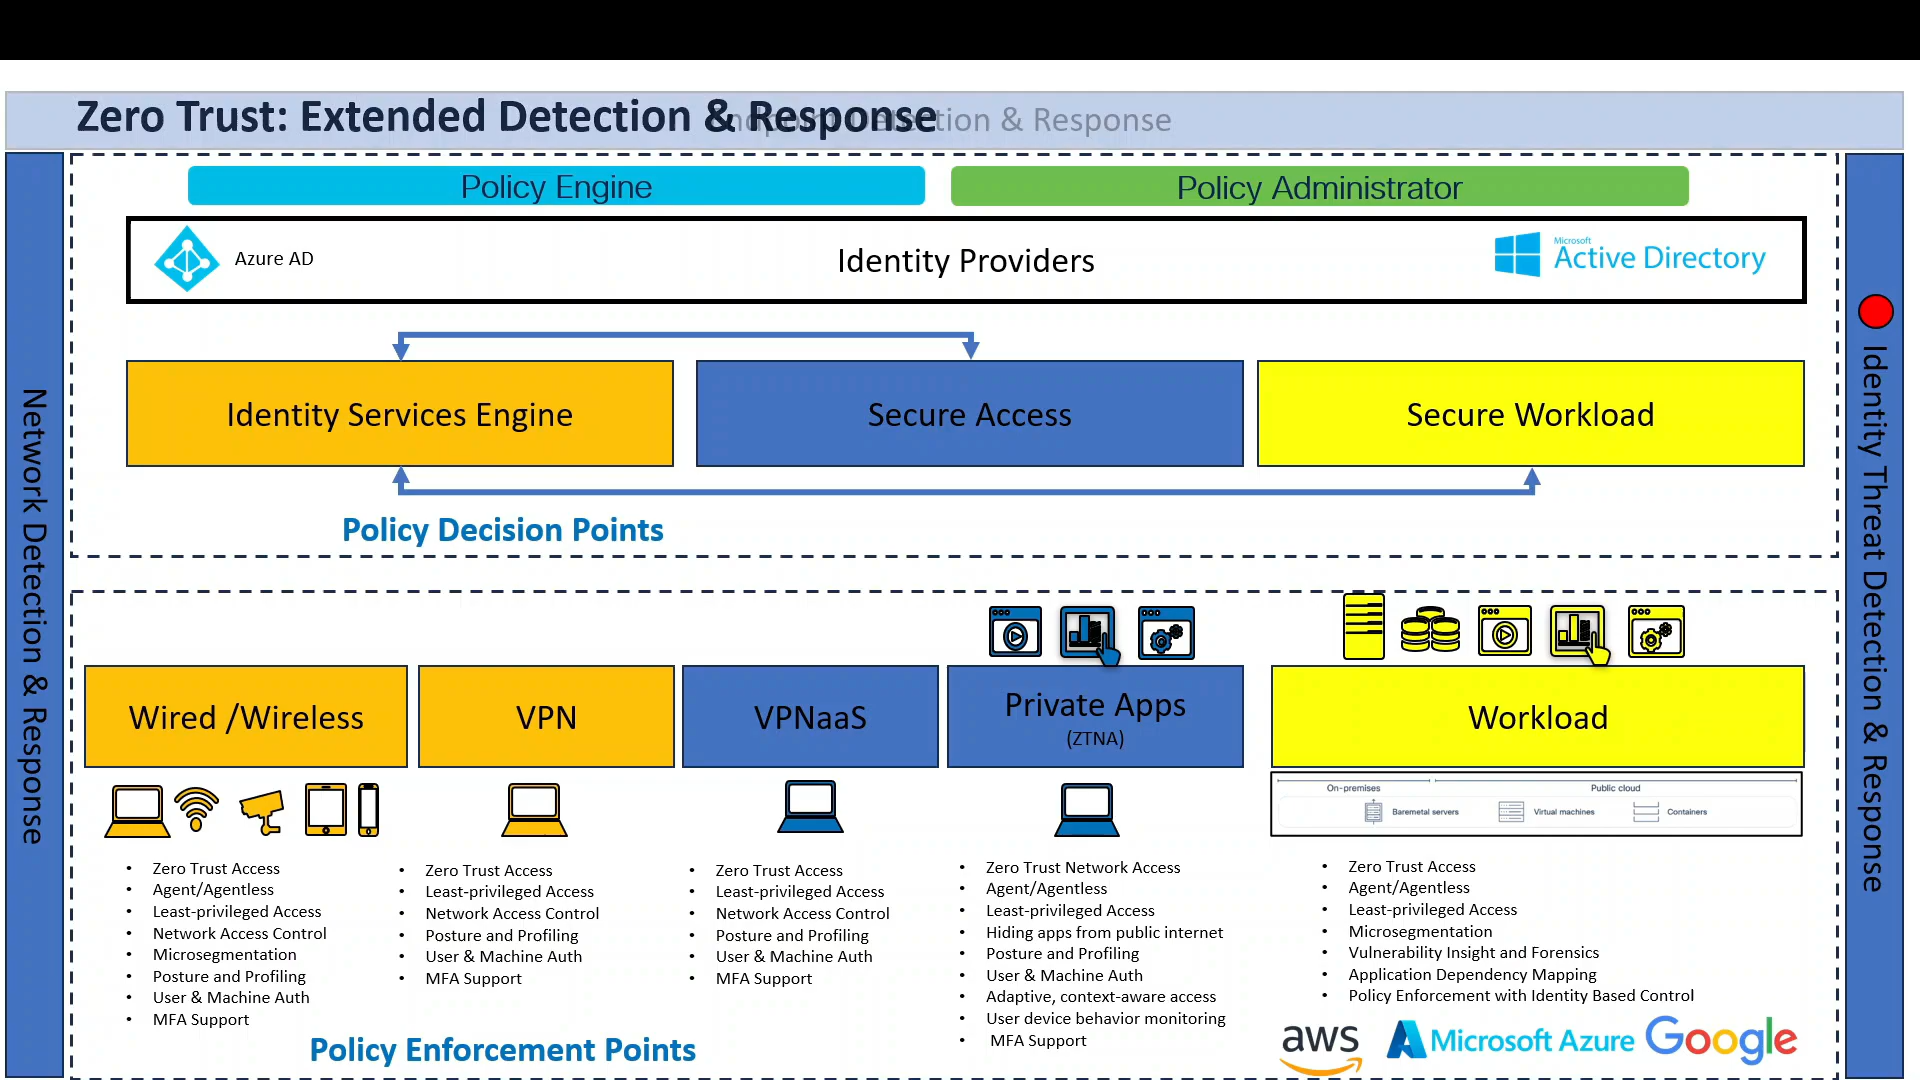 Zero Trust: Extended Detection & Response
Endpoint Detection & Response
Policy Engine
Policy Administrator
Azure AD
Identity Providers
Microsoft
Active Directory
Identity Services Engine
Secure Access
Secure Workload
Policy Decision Points
Network Detection & Response
Identity Threat Detection & Response
Wired /Wireless
VPN
VPNaaS
Private Apps
(ZTNA)
Workload
On-premises
Public cloud
Baremetal servers
Virtual machines
Containers
• Zero Trust Access
• Agent/Agentless
• Least-privileged Access
• Network Access Control
• Microsegmentation
• Posture and Profiling
• User & Machine Auth
• MFA Support
• Zero Trust Access
• Least-privileged Access
• Network Access Control
• Posture and Profiling
• User & Machine Auth
• MFA Support
• Zero Trust Access
• Least-privileged Access
• Network Access Control
• Posture and Profiling
• User & Machine Auth
• MFA Support
• Zero Trust Network Access
• Agent/Agentless
• Least-privileged Access
• Hiding apps from public internet
• Posture and Profiling
• User & Machine Auth
• Adaptive, context-aware access
• User device behavior monitoring
• MFA Support
• Zero Trust Access
• Agent/Agentless
• Least-privileged Access
• Microsegmentation
• Vulnerability Insight and Forensics
• Application Dependency Mapping
• Policy Enforcement with Identity Based Control
Policy Enforcement Points
aws
Microsoft Azure
Google